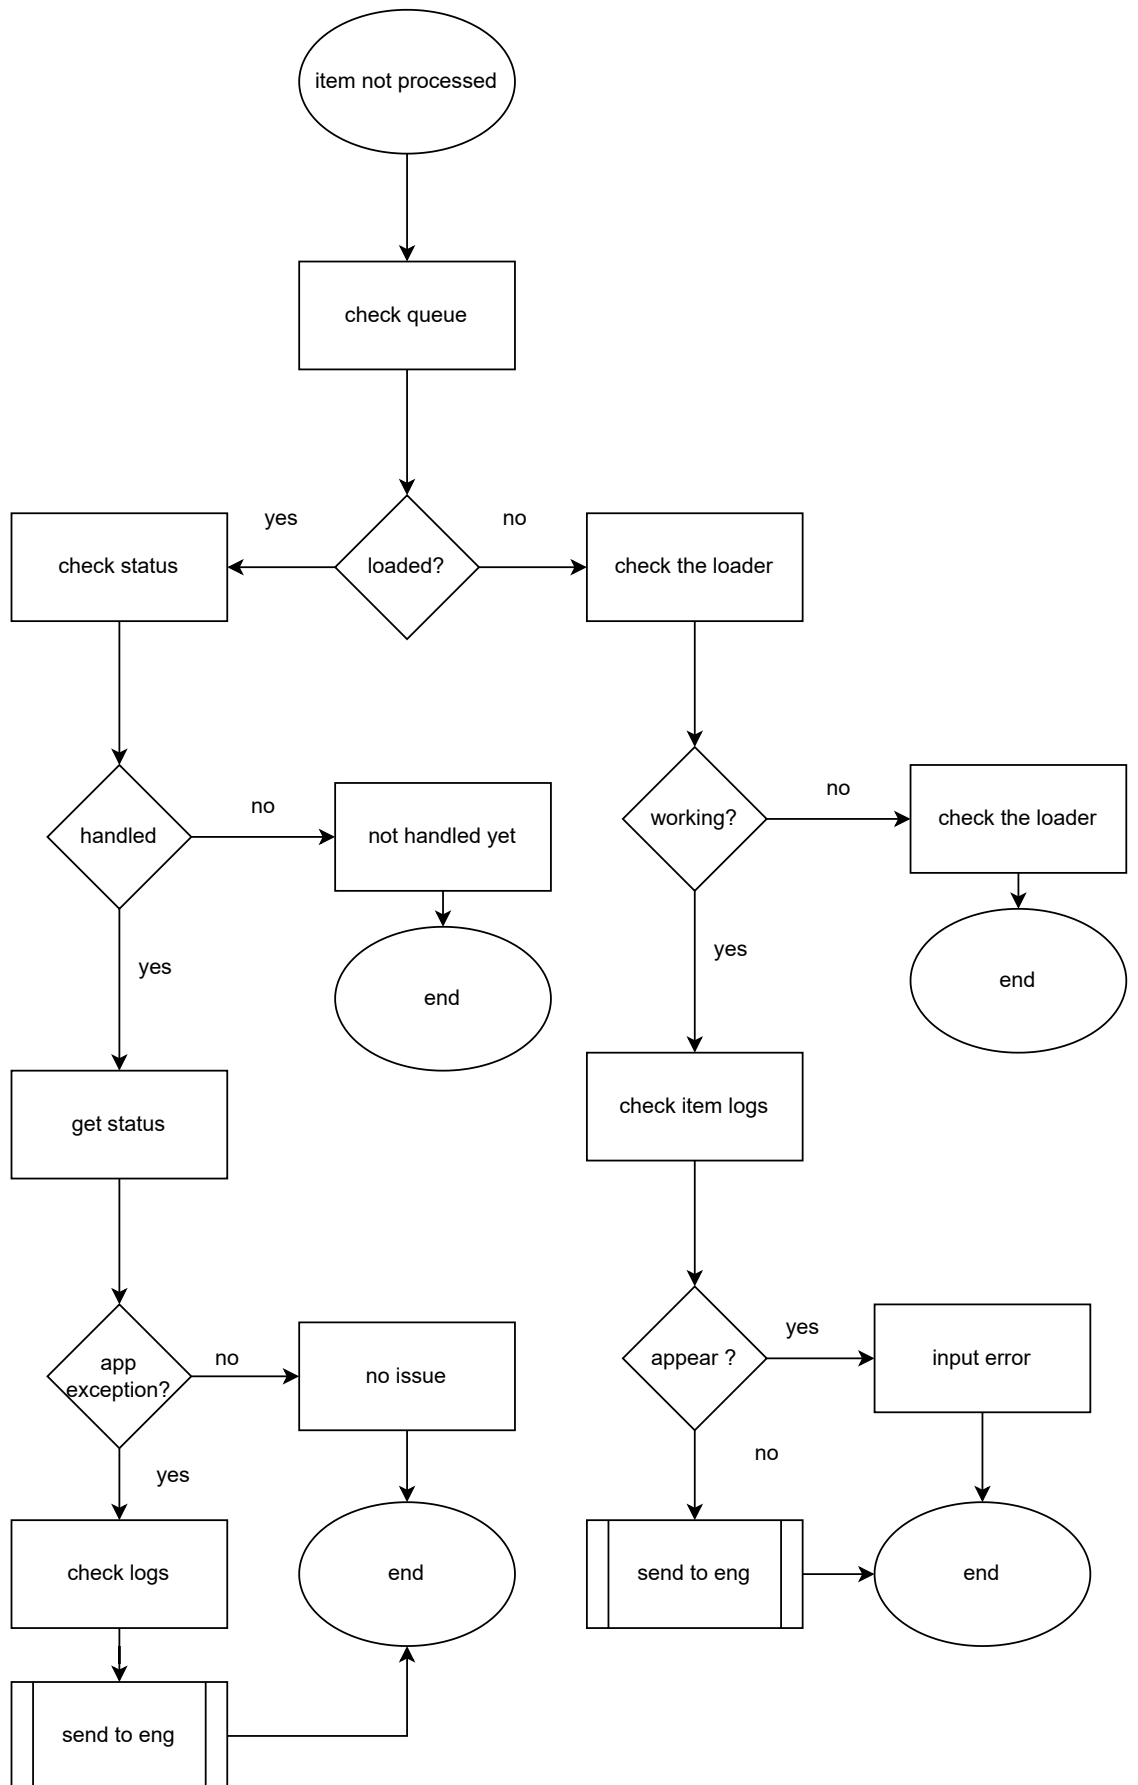 item not processed
check queue
yes
no
check status
loaded?
check the loader
no
no
handled
not handled yet
working?
check the loader
yes
yes
end
end
get status
check item logs
no
yes
app
exception?
no issue
appear ?
input error
yes
no
check logs
end
send to eng
end
send to eng